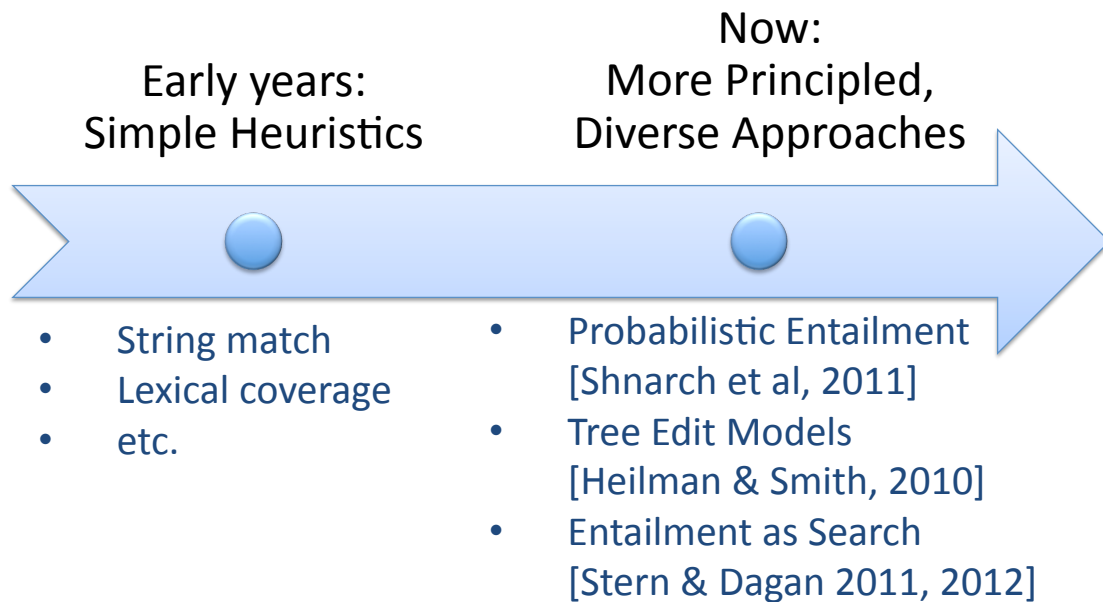 Early years:
Simple Heuristics
Now:
More Principled,
Diverse Approaches
• String match
• Lexical coverage
• etc.
• Probabilistic Entailment
[Shnarch et al, 2011]
• Tree Edit Models
[Heilman & Smith, 2010]
• Entailment as Search
[Stern & Dagan 2011, 2012]